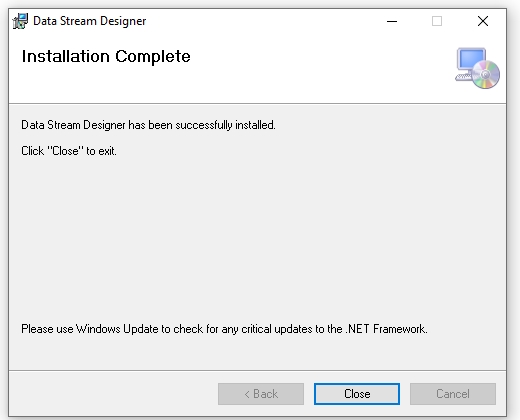 Data Stream Designer
Installation Complete
Data Stream Designer has been successfully installed.
Click "Close" to exit.
Please use Windows Update to check for any critical updates to the .NET Framework.
< Back
Close
Cancel